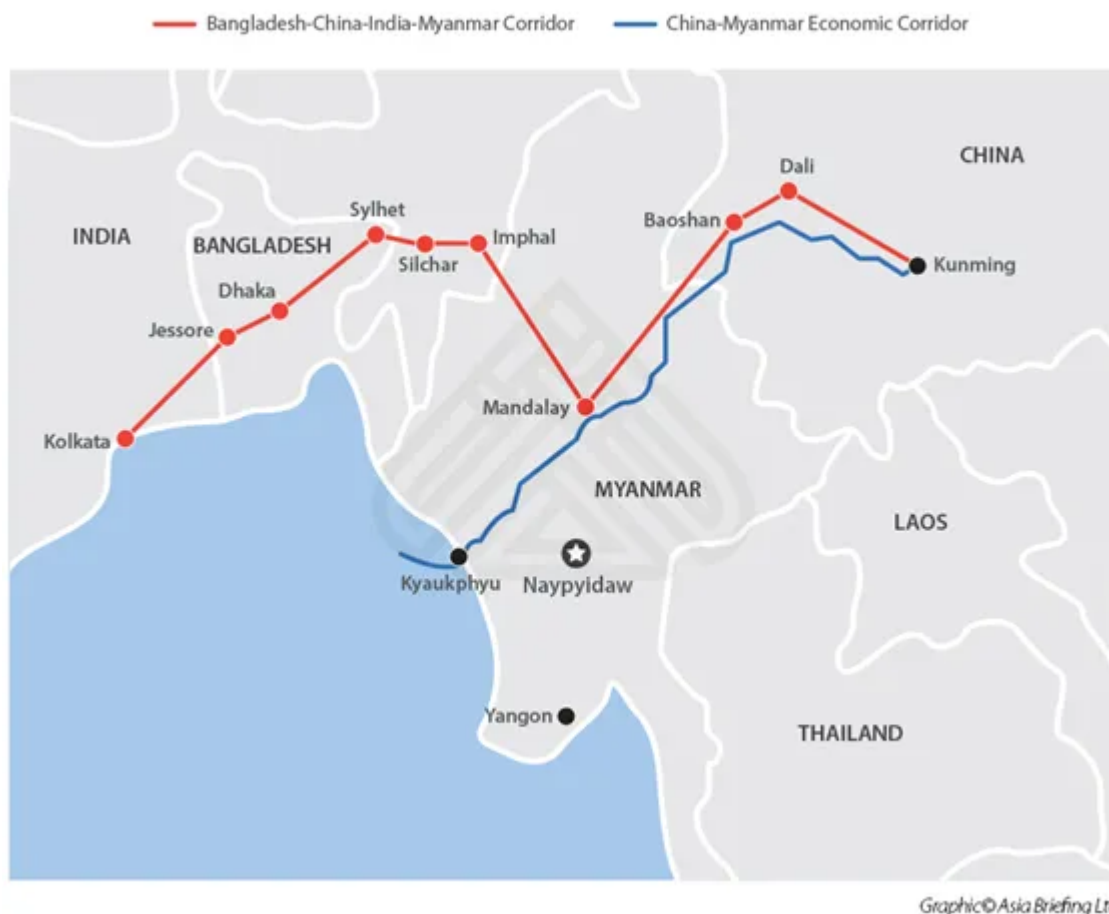 Bangladesh-China-India-Myanmar Corridor
China-Myanmar Economic Corridor
CHINA
Dali
Sylhet
Baoshan
INDIA
BANGLADESH
Imphal
Silchar
Kunming
Dhaka
Jessore
Mandalay
Kolkata
MYANMAR
LAOS
Kyaukphyu
Naypyidaw
Yangon
THAILAND
Graphic© Asia Briefing Lt